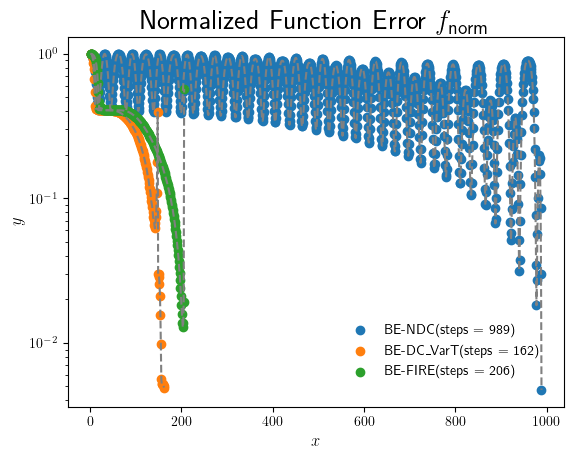 Normalized Function Error f_norm
10^0
10^-1
10^-2
y
0 200 400 600 800 1000
x
BE-NDC(steps = 989)
BE-DC_VarT(steps = 162)
BE-FIRE(steps = 206)